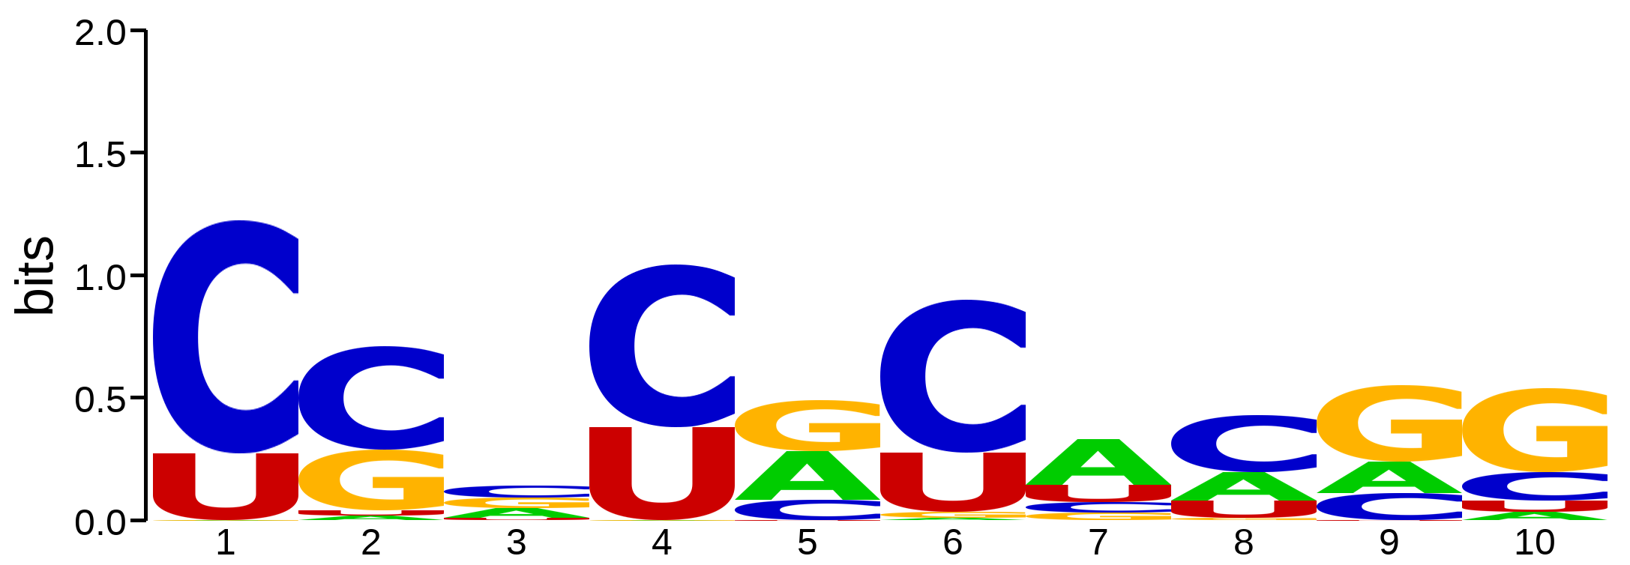 2.0
1.5
1.0
0.5
0.0
bits
C C C C G C A C G G
U G G U A U U A A C
U A C G C U C U
A U U A G G U A
1 2 3 4 5 6 7 8 9 10